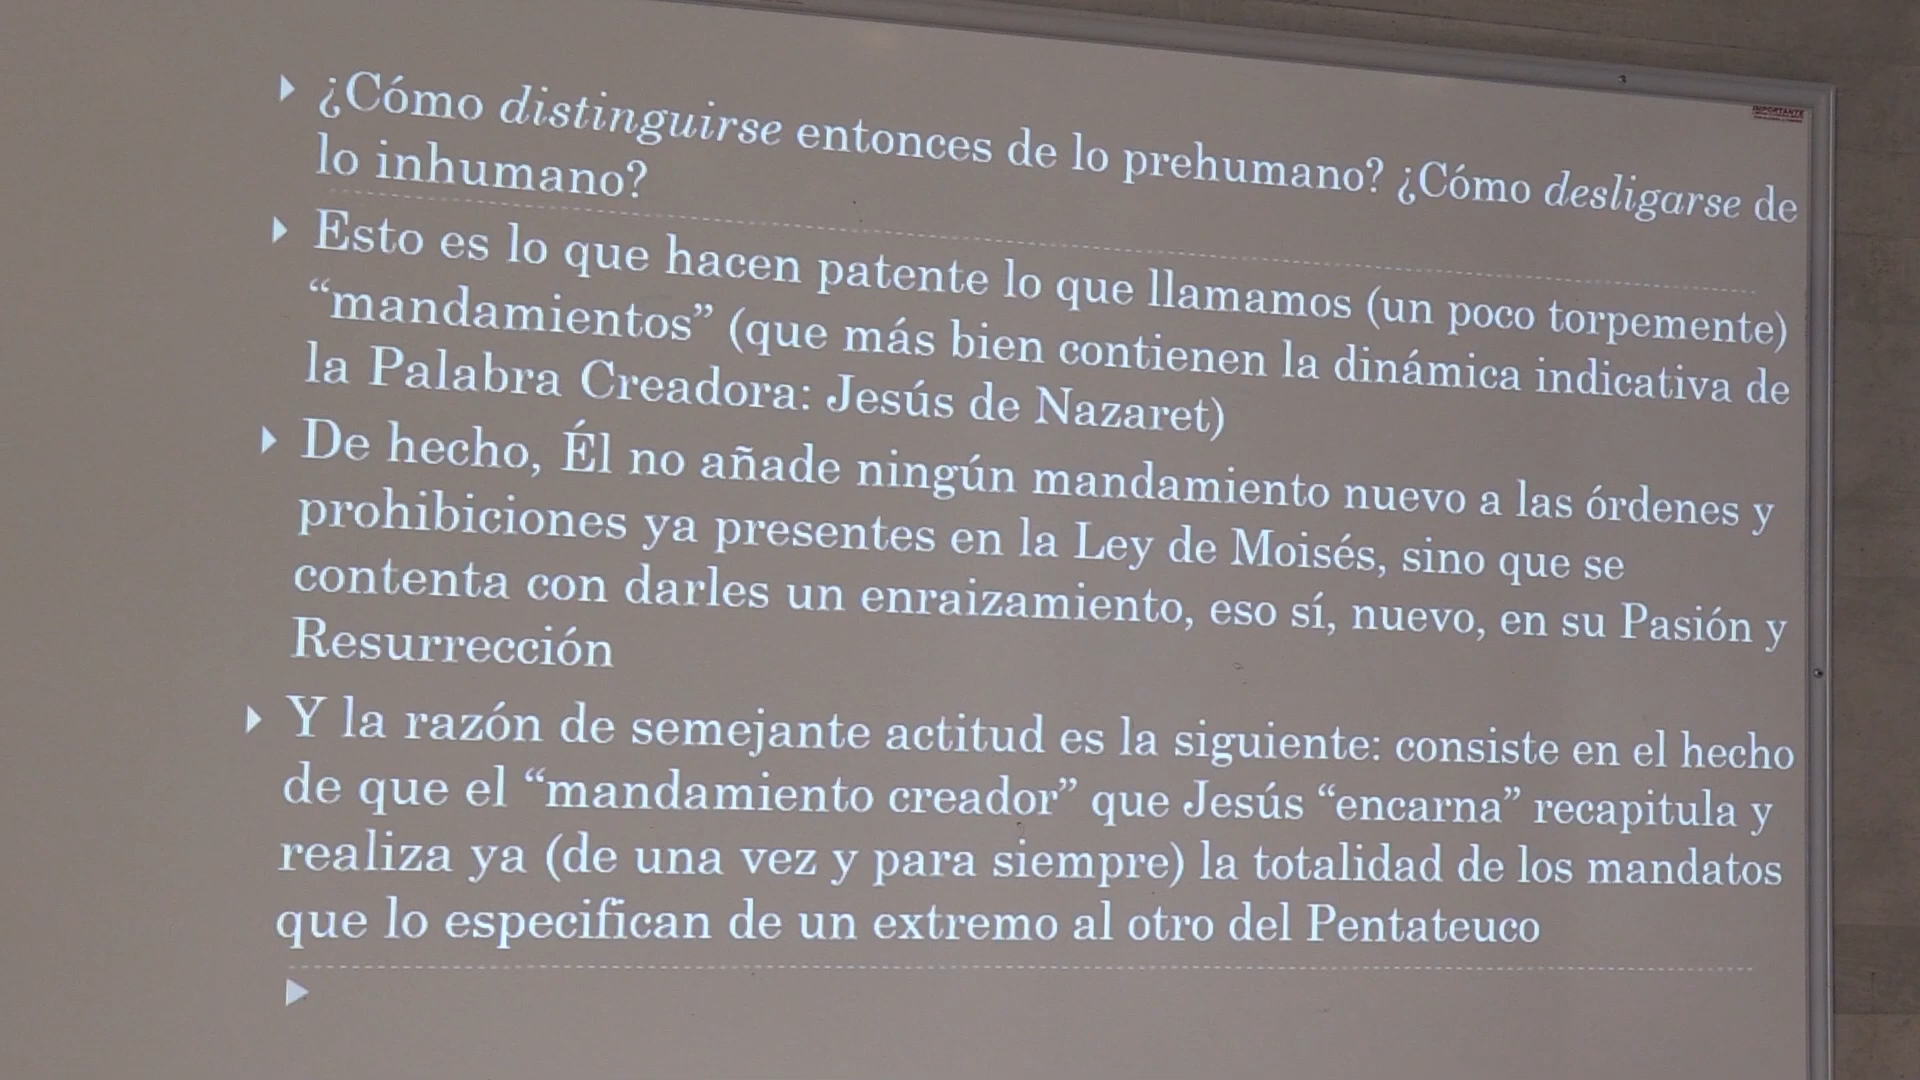 ¿Cómo distinguirse entonces de lo prehumano? ¿Cómo desligarse de
lo inhumano?
Esto es lo que hacen patente lo que llamamos (un poco torpemente)
“mandamientos” (que más bien contienen la dinámica indicativa de
la Palabra Creadora: Jesús de Nazaret)
De hecho, Él no añade ningún mandamiento nuevo a las órdenes y
prohibiciones ya presentes en la Ley de Moisés, sino que se
contenta con darles un enraizamiento, eso sí, nuevo, en su Pasión y
Resurrección
Y la razón de semejante actitud es la siguiente: consiste en el hecho
de que el “mandamiento creador” que Jesús “encarna” recapitula y
realiza ya (de una vez y para siempre) la totalidad de los mandatos
que lo especifican de un extremo al otro del Pentateuco
IMPORTANTE